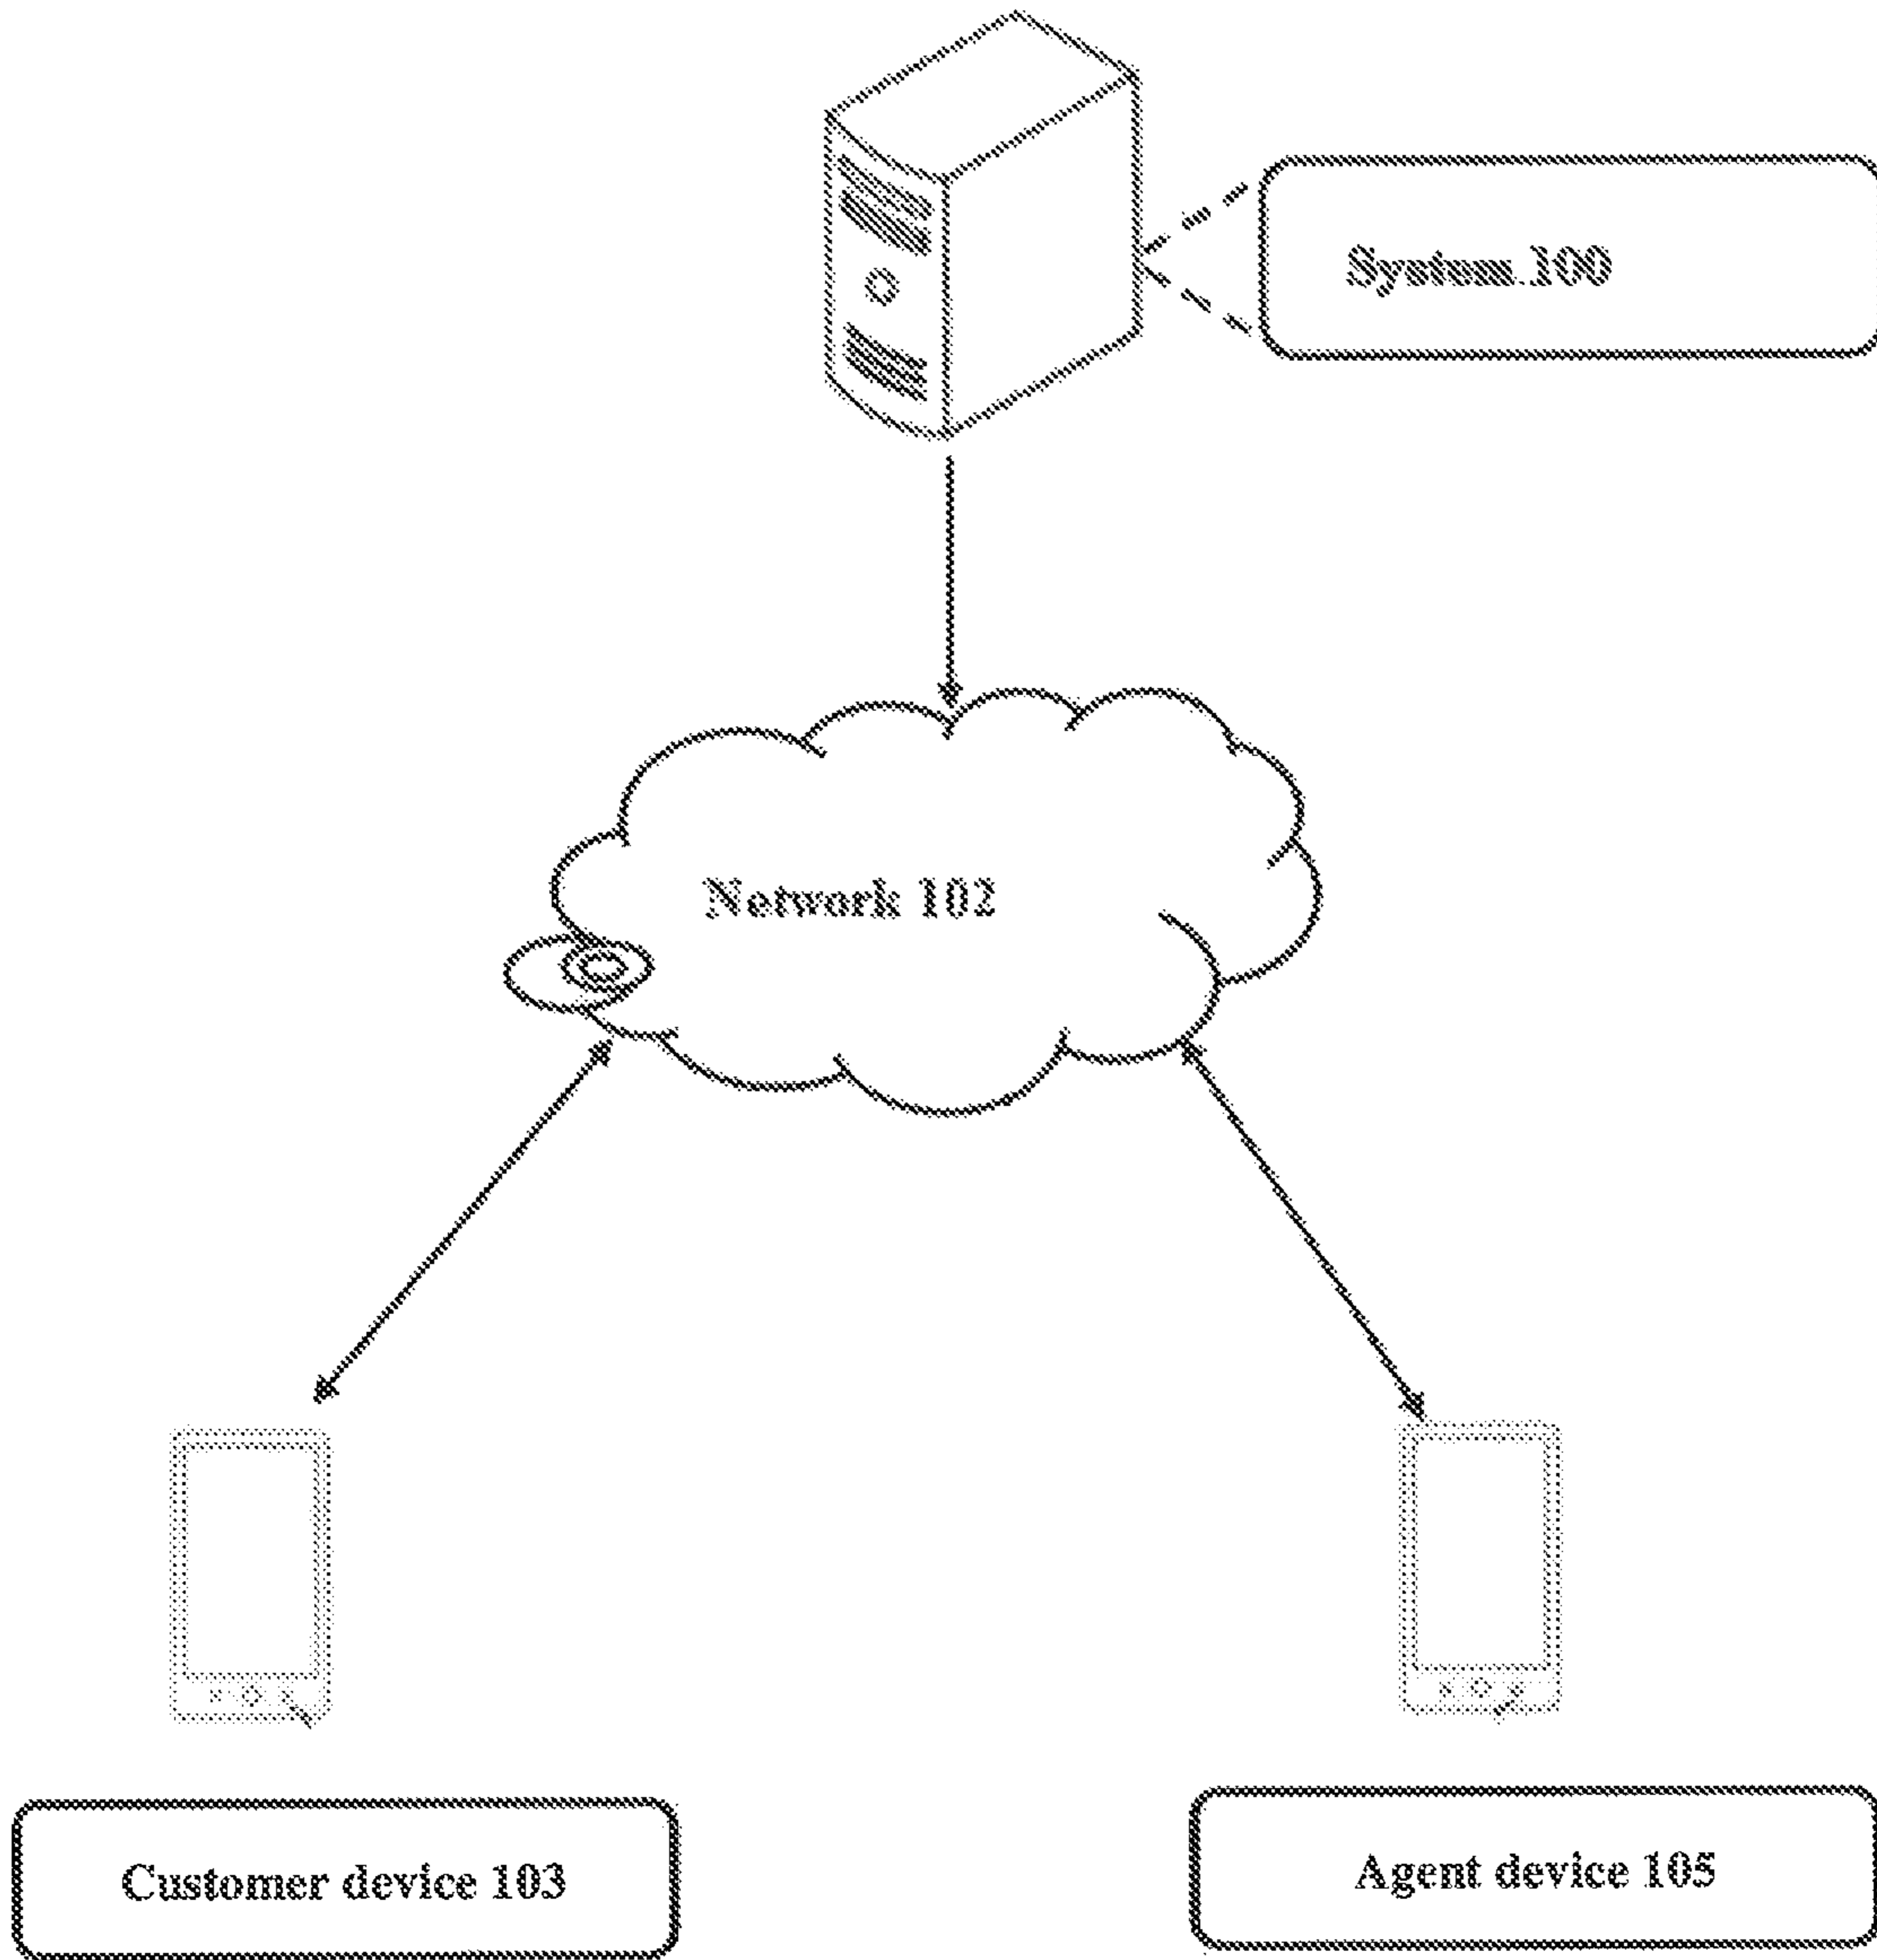 System 100
Network 102
Customer device 103
Agent device 105